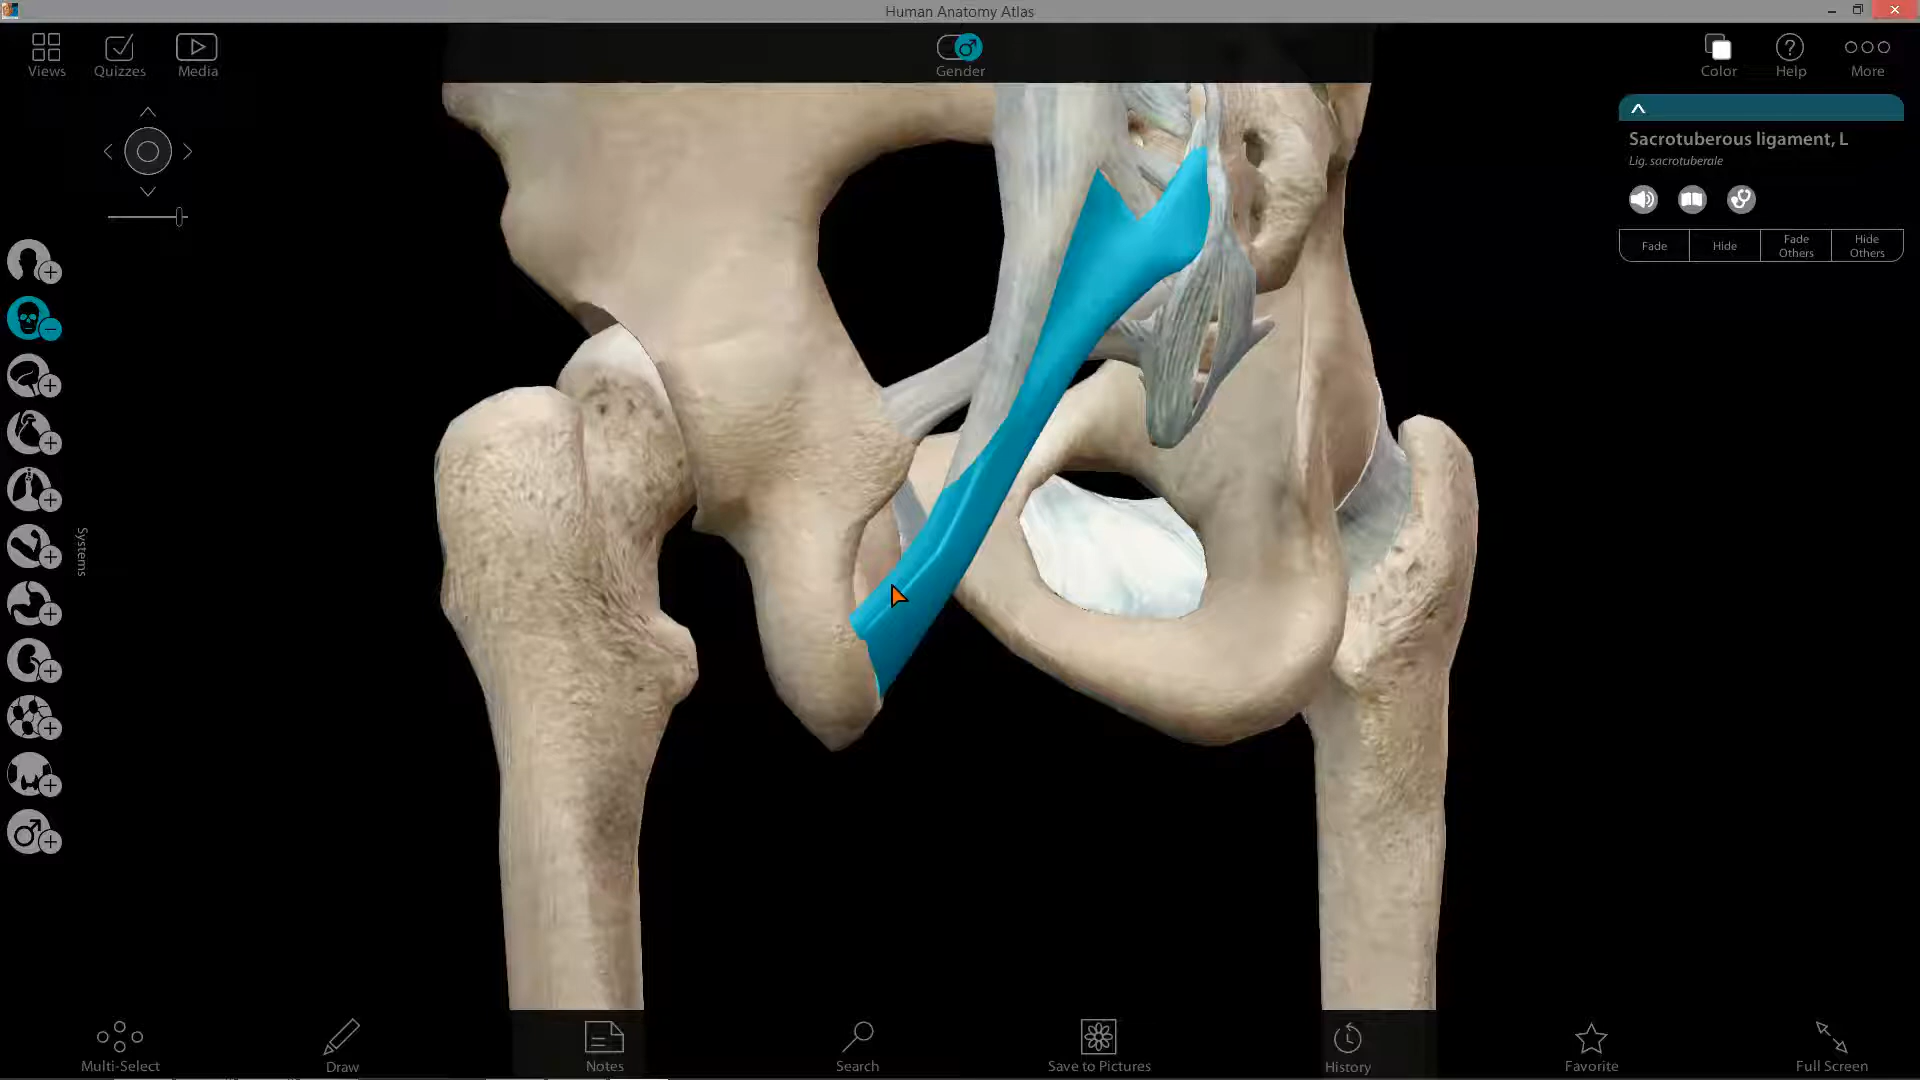 Human Anatomy Atlas
Views
Quizzes
Media
Gender
Color
Help
More
Sacrotuberous ligament, L
Lig. sacrotuberale
Fade
Hide
Fade
Others
Hide
Others
Systems
Multi-Select
Draw
Notes
Search
Save to Pictures
History
Favorite
Full Screen